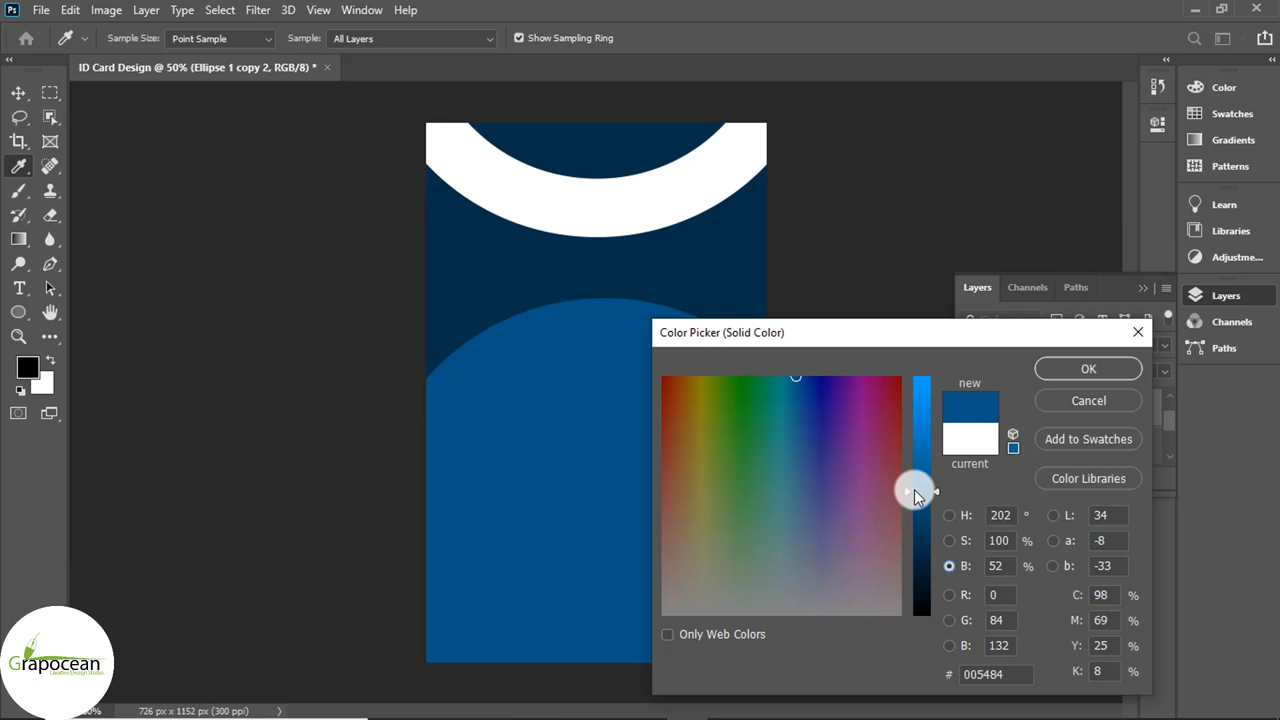 Ps File Edit Image Layer Type Select Filter 3D View Window Help
Sample Size: Point Sample Sample: All Layers Show Sampling Ring
ID Card Design @ 50% (Ellipse 1 copy 2, RGB/8) *
Color
Swatches
Gradients
Patterns
Learn
Libraries
Adjustme...
Layers
Channels
Paths
Layers Channels Paths
Color Picker (Solid Color)
new
current
OK
Cancel
Add to Swatches
Color Libraries
H: 202 ° L: 34
S: 100 % a: -8
B: 52 % b: -33
R: 0 C: 98 %
G: 84 M: 69 %
B: 132 Y: 25 %
# 005484 K: 8 %
Only Web Colors
Grapocean
Creative Design Studio
726 px x 1152 px (300 ppi)